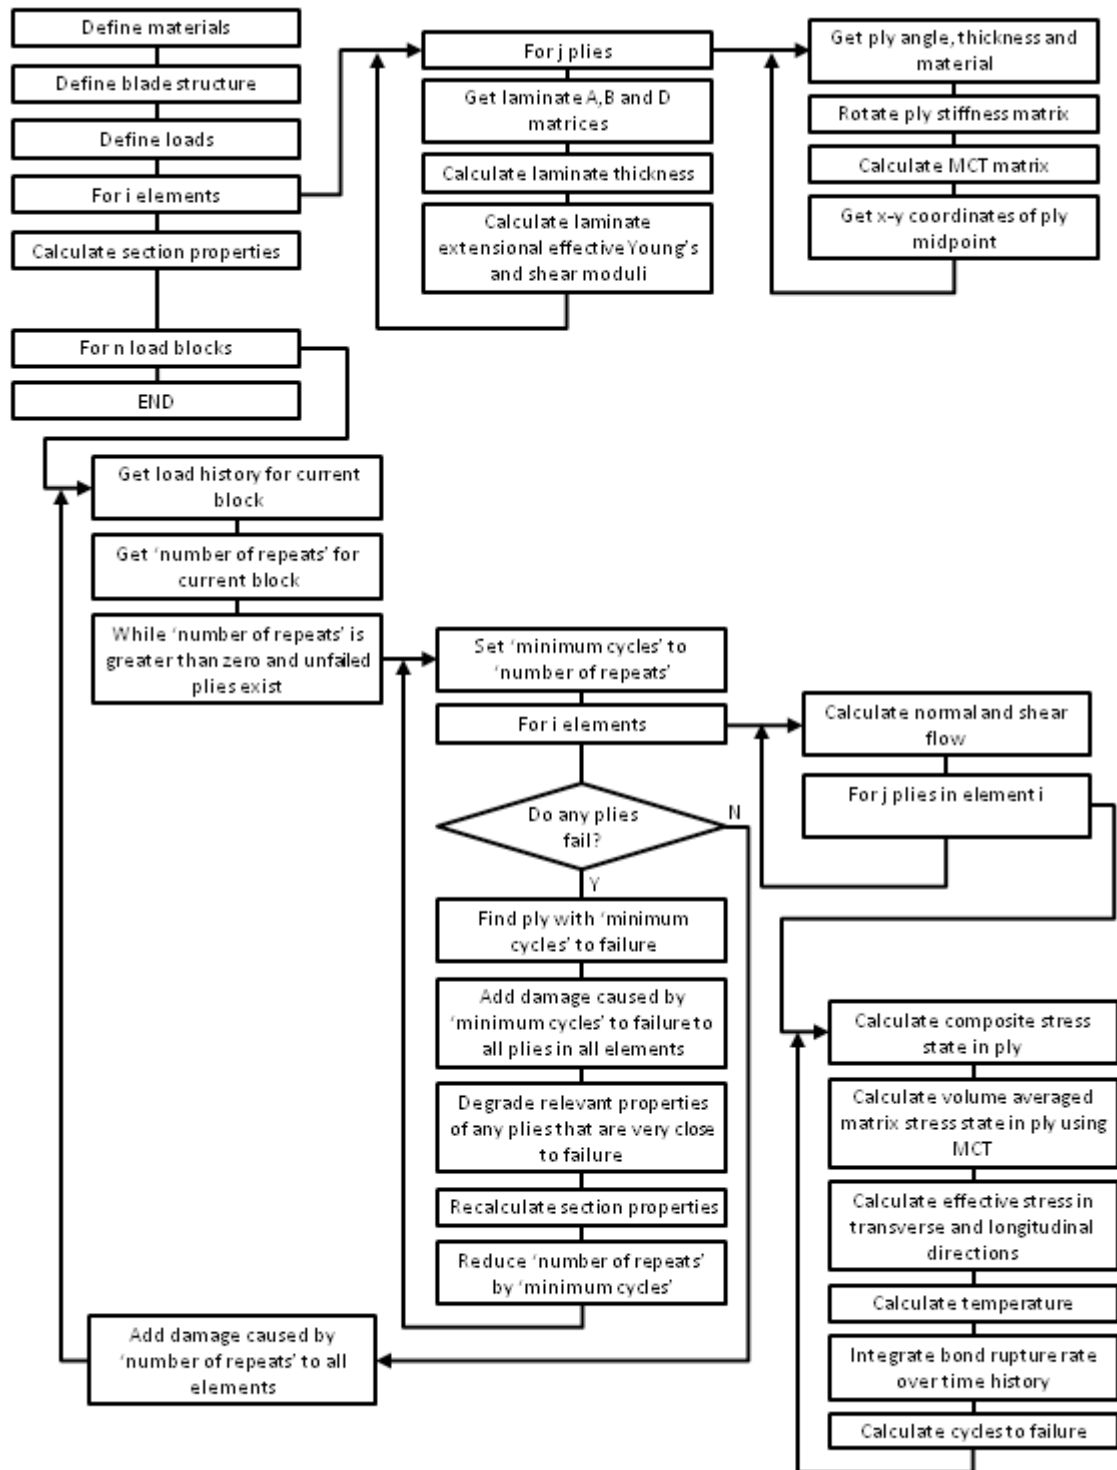 Define materials
Define blade structure
Define loads
For i elements
Calculate section properties
For n load blocks
END
For j plies
Get laminate A,B and D
matrices
Calculate laminate thickness
Calculate laminate
extensional effective Young's
and shear moduli
Get ply angle, thickness and
material
Rotate ply stiffness matrix
Calculate MCT matrix
Get x-y coordinates of ply
midpoint
Get load history for current
block
Get ‘number of repeats’ for
current block
While ‘number of repeats’ is
greater than zero and unfailed
plies exist
Set ‘minimum cycles’ to
‘number of repeats’
For i elements
Do any plies
fail?
N
Y
Find ply with ‘minimum
cycles’ to failure
Add damage caused by
‘minimum cycles’ to failure to
all plies in all elements
Degrade relevant properties
of any plies that are very close
to failure
Recalculate section properties
Reduce ‘number of repeats’
by ‘minimum cycles’
Add damage caused by
‘number of repeats’ to all
elements
Calculate normal and shear
flow
For j plies in element i
Calculate composite stress
state in ply
Calculate volume averaged
matrix stress state in ply using
MCT
Calculate effective stress in
transverse and longitudinal
directions
Calculate temperature
Integrate bond rupture rate
over time history
Calculate cycles to failure